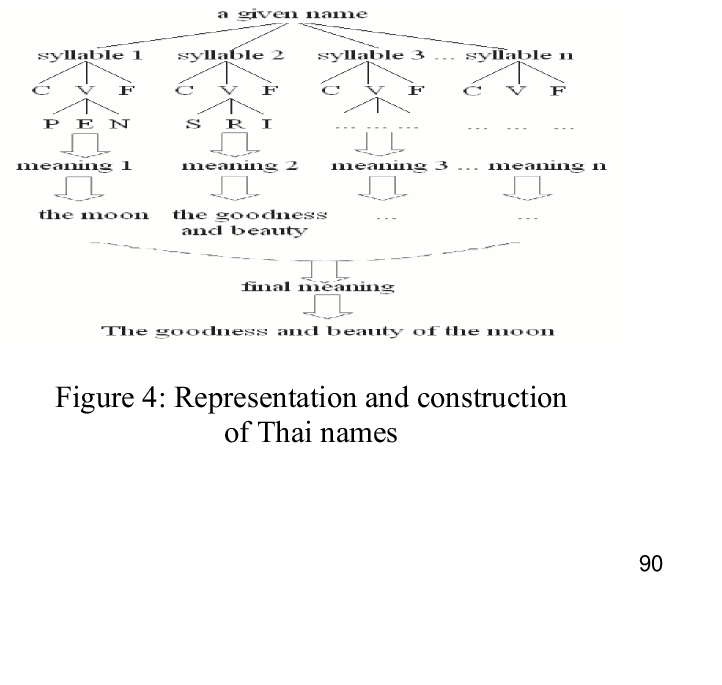 a given name
syllable 1 syllable 2 syllable 3 ... syllable n
C V F C V F C V F C V F
P E N S R I ... ... ... ... ... ...
meaning 1 meaning 2 meaning 3 ... meaning n
the moon the goodness ... ...
and beauty
final meaning
The goodness and beauty of the moon
Figure 4: Representation and construction
of Thai names
90